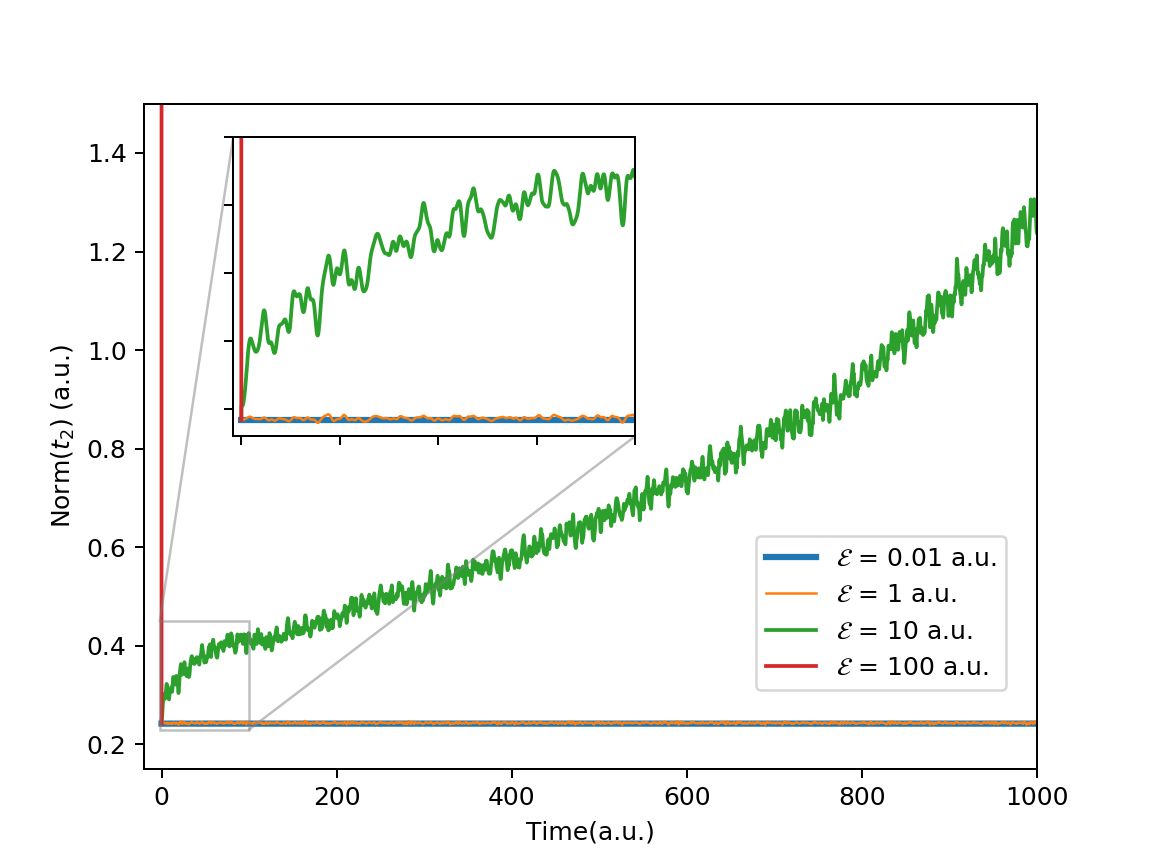 1.4
1.2
1.0
0.8
0.6
0.4
0.2
Norm(t₂) (a.u.)
ℰ = 0.01 a.u.
ℰ = 1 a.u.
ℰ = 10 a.u.
ℰ = 100 a.u.
0 200 400 600 800 1000
Time(a.u.)